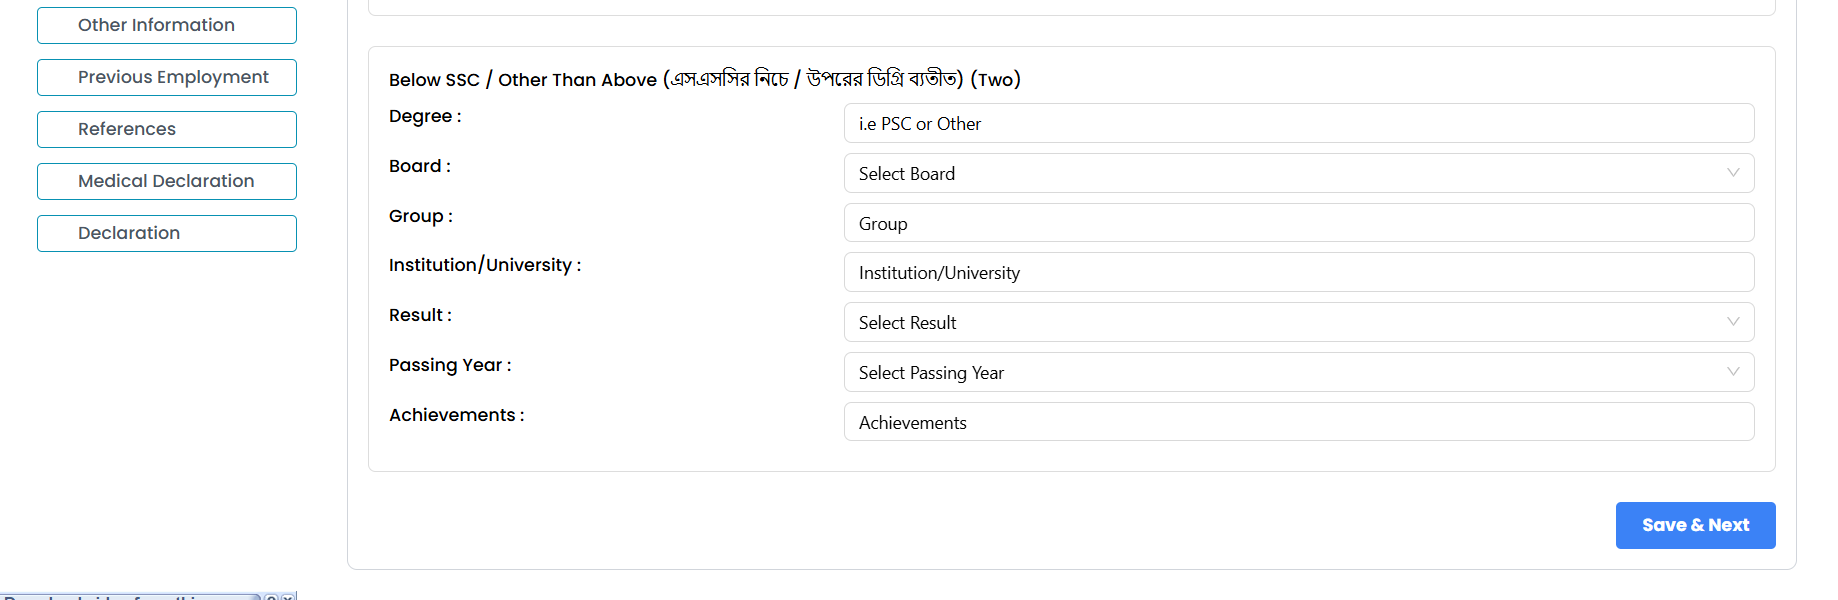 Other Information
Previous Employment
References
Medical Declaration
Declaration
Below SSC / Other Than Above (এসএসসির নিচে / উপরের ডিগ্রি ব্যতীত) (Two)
Degree :
i.e PSC or Other
Board :
Select Board
Group :
Group
Institution/University :
Institution/University
Result :
Select Result
Passing Year :
Select Passing Year
Achievements :
Achievements
Save & Next